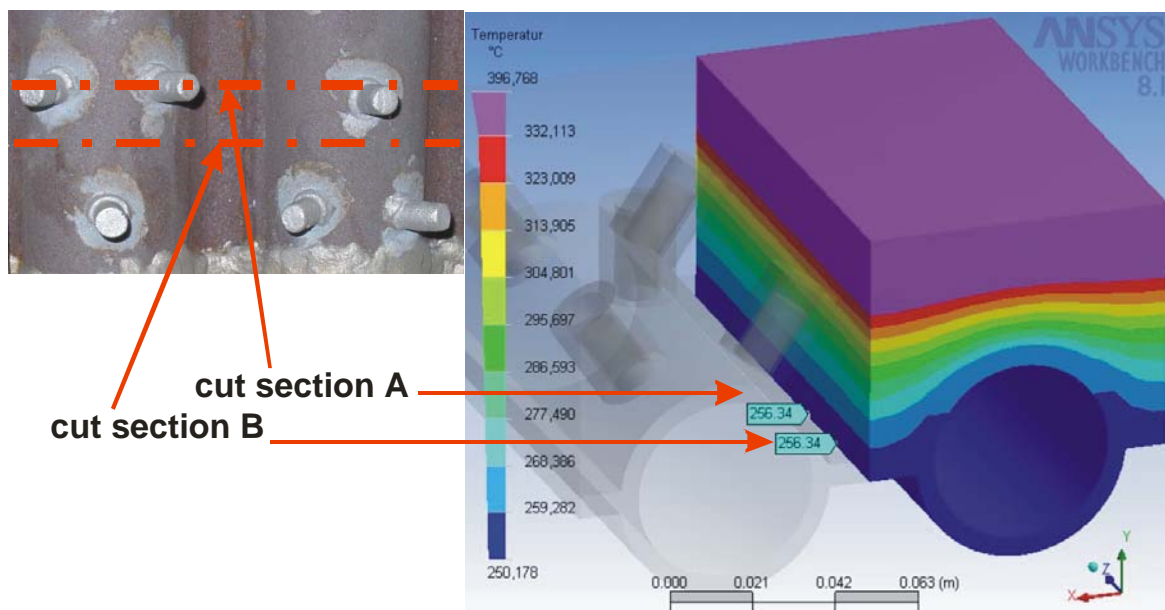 Temperatur
°C
396,768
332,113
323,009
313,905
304,801
295,697
286,593
277,490
268,386
259,282
250,178
ANSYS
WORKBENCH
cut section A
cut section B
256.34
256.34
0.000 0.021 0.042 0.063 (m)
Y
Z
X